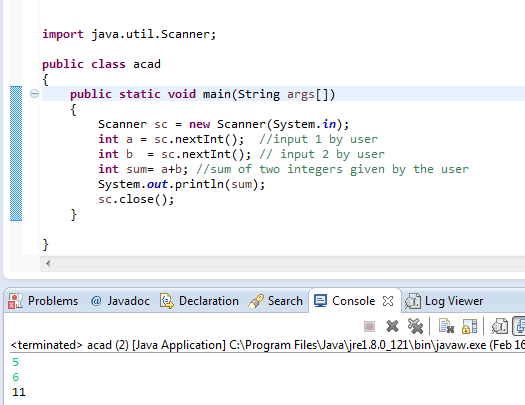 import java.util.Scanner;
public class acad
{
public static void main(String args[])
{
Scanner sc = new Scanner(System.in);
int a = sc.nextInt();  //input 1 by user
int b  = sc.nextInt(); // input 2 by user
int sum= a+b; //sum of two integers given by the user
System.out.println(sum);
sc.close();
}
}
Problems @ Javadoc Declaration Search Console Log Viewer
<terminated> acad (2) [Java Application] C:\Program Files\Java\jre1.8.0_121\bin\javaw.exe (Feb 16
5
6
11